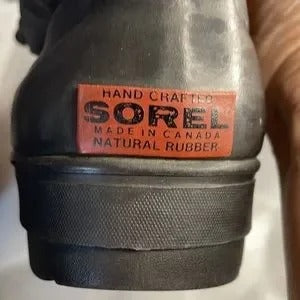 HAND CRAFTED
SOREL
MADE IN CANADA
NATURAL RUBBER